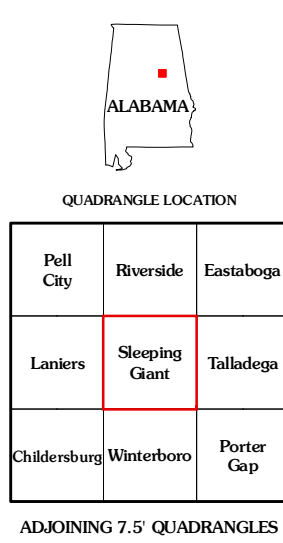 ALABAMA
QUADRANGLE LOCATION
Pell
City
Riverside
Eastaboga
Laniers
Sleeping
Giant
Talladega
Childersburg
Winterboro
Porter
Gap
ADJOINING 7.5' QUADRANGLES